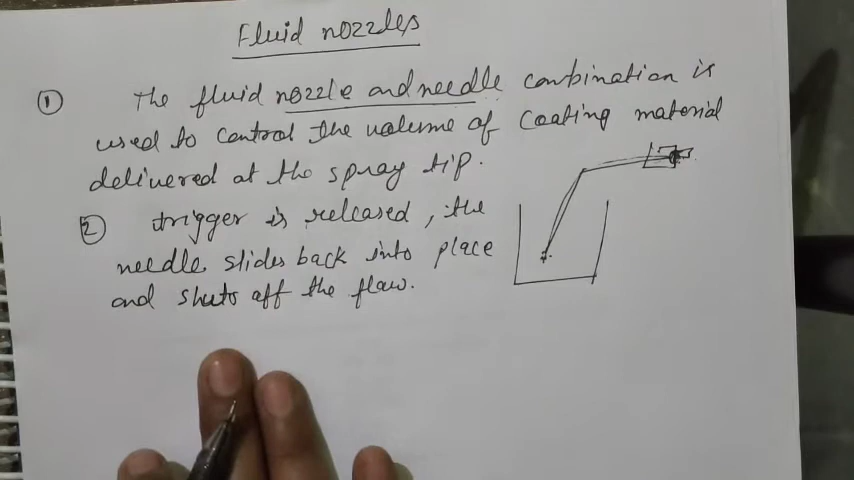 Fluid nozzles
① The fluid nozzle and needle combination is
used to control the volume of coating material
delivered at the spray tip.
② trigger is released, the
needle slides back into place
and shuts off the flow.